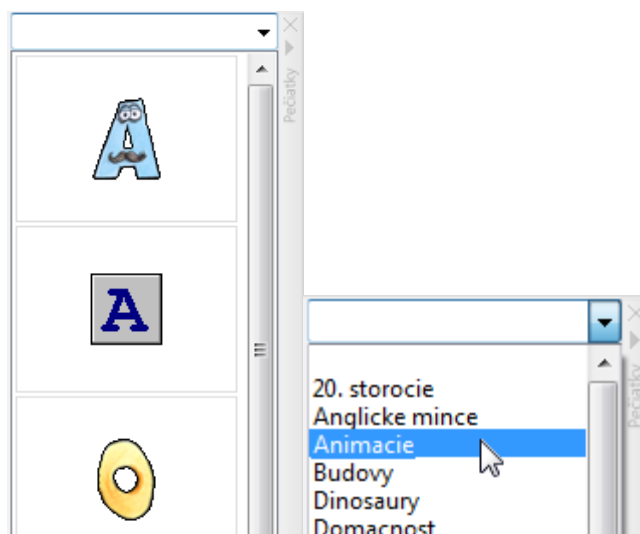 Pečiatky
A
A
O
Pečiatky
20. storocie
Anglicke mince
Animacie
Budovy
Dinosaury
Domacnost